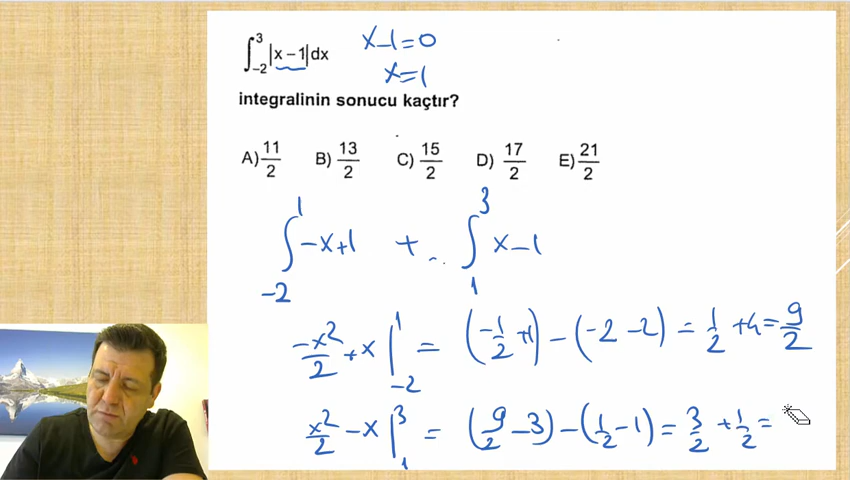 ∫₋₂³ |x – 1| dx   x-1=0
x=1
integralinin sonucu kaçtır?
A) 11/2   B) 13/2   C) 15/2   D) 17/2   E) 21/2
∫₋₂¹ -x+1 + ∫₁³ x-1
-x²/2 + x |₋₂¹ = (-1/2 + 1) - (-2 -2) = 1/2 + 4 = 9/2
x²/2 - x |₁³ = (9/2 - 3) - (1/2 - 1) = 3/2 + 1/2 =